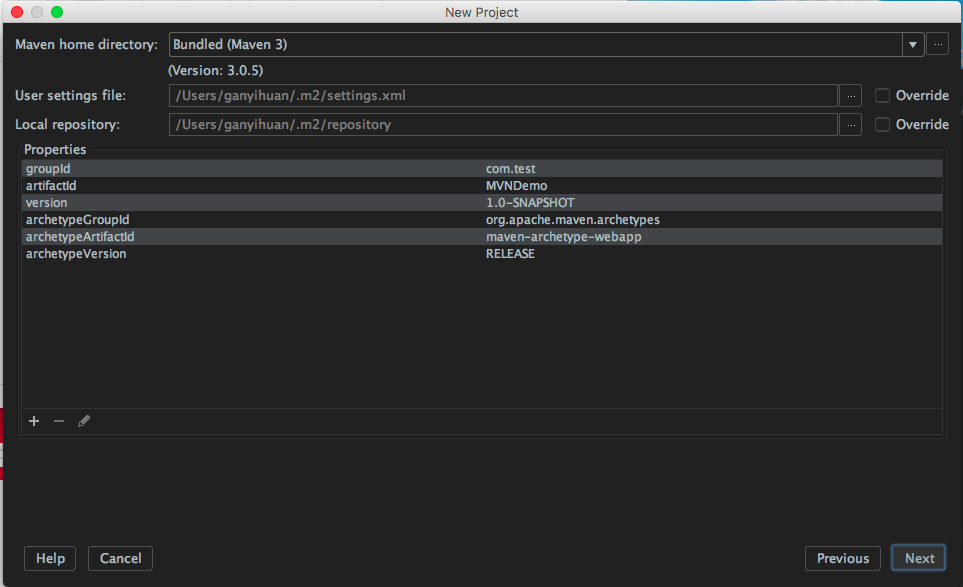 New Project
Maven home directory: Bundled (Maven 3) ...
(Version: 3.0.5)
User settings file: /Users/ganyihuan/.m2/settings.xml ... Override
Local repository: /Users/ganyihuan/.m2/repository ... Override
Properties
groupId com.test
artifactId MVNDemo
version 1.0-SNAPSHOT
archetypeGroupId org.apache.maven.archetypes
archetypeArtifactId maven-archetype-webapp
archetypeVersion RELEASE
Help Cancel Previous Next